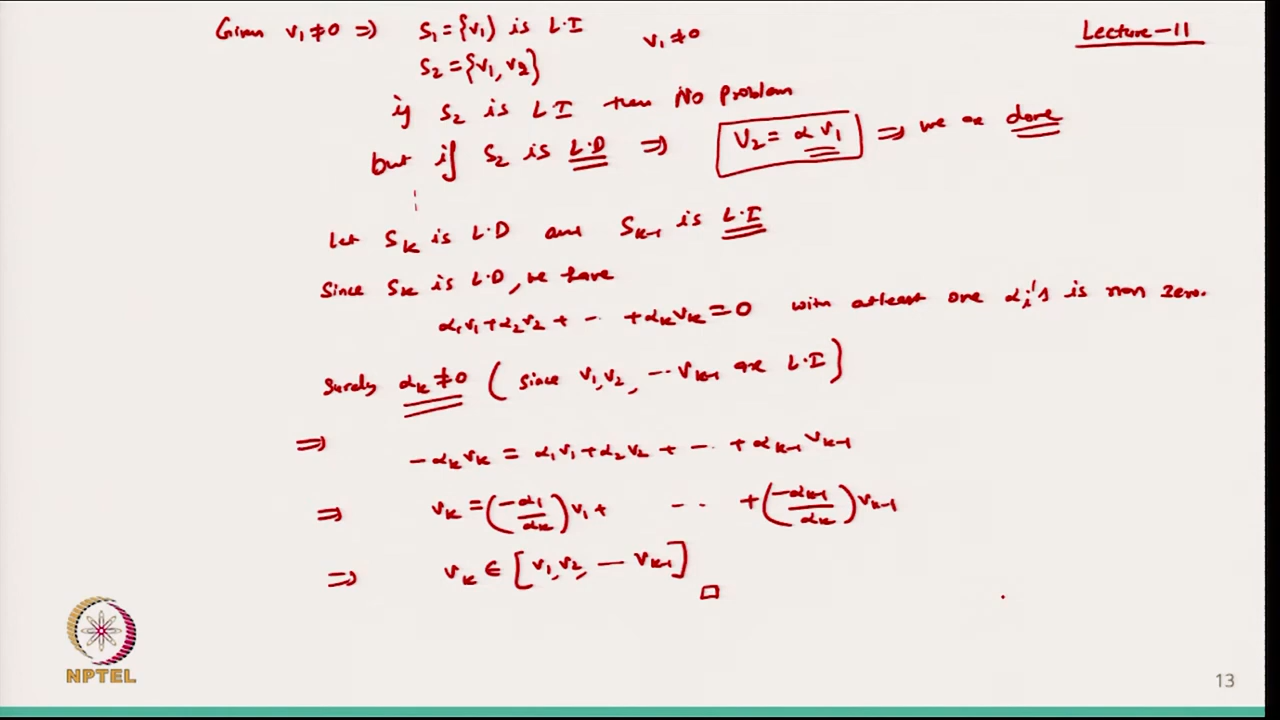 Given v₁ ≠ 0 ⇒ S₁ = {v₁} is L.I v₁ ≠ 0
Lecture-11
S₂ = {v₁, v₂}
if S₂ is L I then No problem
but if S₂ is L.D ⇒ V₂ = α v₁ ⇒ we are done
Let Sₖ is L.D and Sₖ₋₁ is L.I
Since Sₖ is L.D, we have
α₁v₁ + α₂v₂ + -- + αₖvₖ = 0 with atleast one αᵢ's is non zero.
Surely αₖ ≠ 0 (since v₁, v₂, -- vₖ₋₁ are L.I)
⇒ -αₖvₖ = α₁v₁ + α₂v₂ + -- + αₖ₋₁vₖ₋₁
⇒ vₖ = (-α₁/αₖ)v₁ + -- + (-αₖ₋₁/αₖ)vₖ₋₁
⇒ vₖ ∈ [v₁, v₂, — vₖ₋₁]
□
NPTEL
13